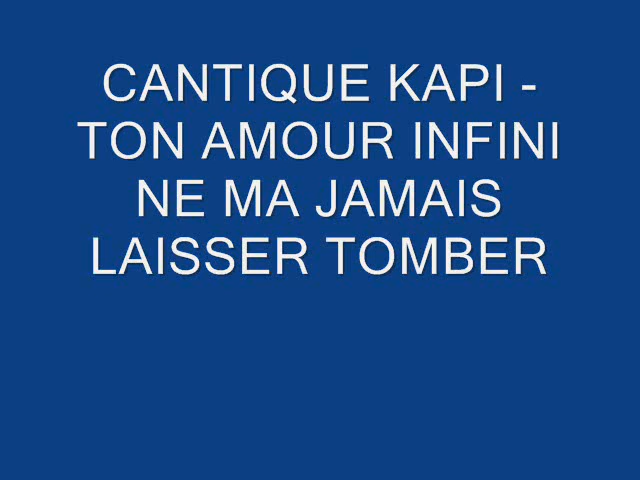 CANTIQUE KAPI -
TON AMOUR INFINI
NE MA JAMAIS
LAISSER TOMBER